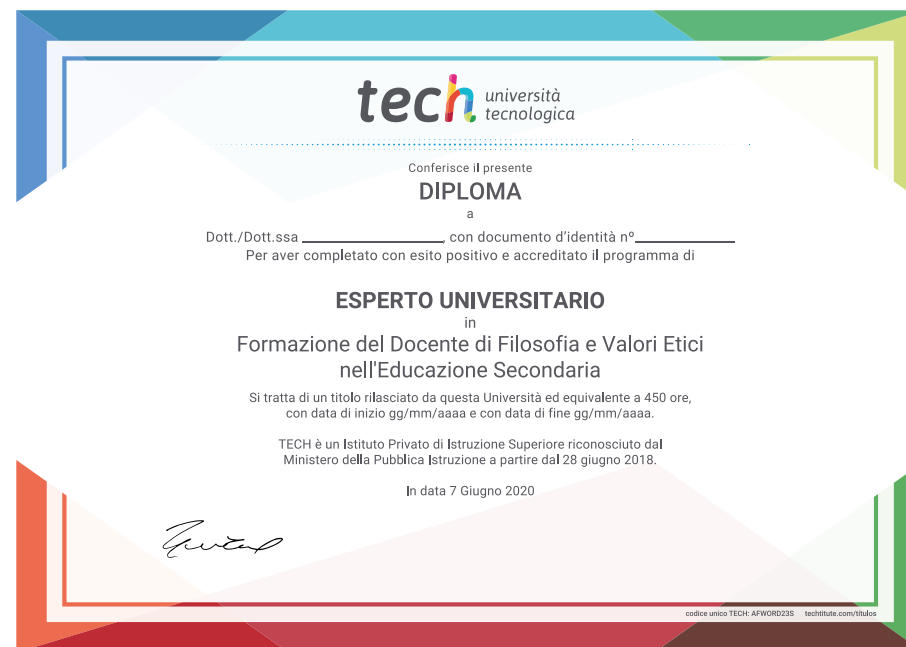 tech università
tecnologica
Conferisce il presente
DIPLOMA
a
Dott./Dott.ssa ____________________, con documento d'identità nº______________
Per aver completato con esito positivo e accreditato il programma di
ESPERTO UNIVERSITARIO
in
Formazione del Docente di Filosofia e Valori Etici
nell'Educazione Secondaria
Si tratta di un titolo rilasciato da questa Università ed equivalente a 450 ore,
con data di inizio gg/mm/aaaa e con data di fine gg/mm/aaaa.
TECH è un Istituto Privato di Istruzione Superiore riconosciuto dal
Ministero della Pubblica Istruzione a partire dal 28 giugno 2018.
In data 7 Giugno 2020
codice unico TECH: AFWORD23S techtitute.com/titulos